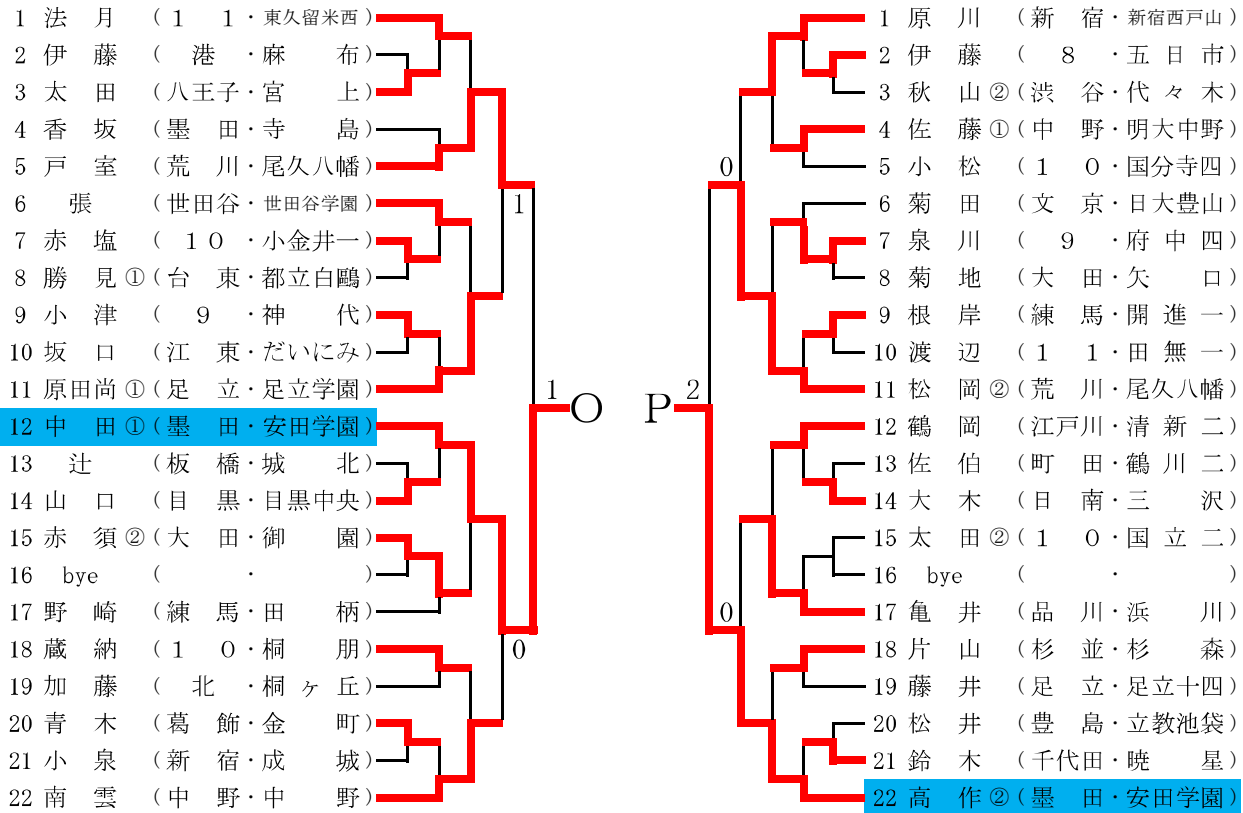 1 法月 (11・東久留米西)
2 伊藤 (港・麻布)
3 太田 (八王子・宮上)
4 香坂 (墨田・寺島)
5 戸室 (荒川・尾久八幡)
6 張 (世田谷・世田谷学園)
7 赤塩 (10・小金井一)
8 勝見① (台東・都立白鷗)
9 小津 (9・神代)
10 坂口 (江東・だいにみ)
11 原田尚① (足立・足立学園)
12 中田① (墨田・安田学園)
13 辻 (板橋・城北)
14 山口 (目黒・目黒中央)
15 赤須② (大田・御園)
16 bye (・)
17 野崎 (練馬・田柄)
18 蔵納 (10・桐朋)
19 加藤 (北・桐ヶ丘)
20 青木 (葛飾・金町)
21 小泉 (新宿・成城)
22 南雲 (中野・中野)
1
1
O
0
0
P
2
0
1 原川 (新宿・新宿西戸山)
2 伊藤 (8・五日市)
3 秋山② (渋谷・代々木)
4 佐藤① (中野・明大中野)
5 小松 (10・国分寺四)
6 菊田 (文京・日大豊山)
7 泉川 (9・府中四)
8 菊地 (大田・矢口)
9 根岸 (練馬・開進一)
10 渡辺 (11・田無一)
11 松岡② (荒川・尾久八幡)
12 鶴岡 (江戸川・清新二)
13 佐伯 (町田・鶴川二)
14 大木 (日南・三沢)
15 太田② (10・国立二)
16 bye (・)
17 亀井 (品川・浜川)
18 片山 (杉並・杉森)
19 藤井 (足立・足立十四)
20 松井 (豊島・立教池袋)
21 鈴木 (千代田・暁星)
22 高作② (墨田・安田学園)